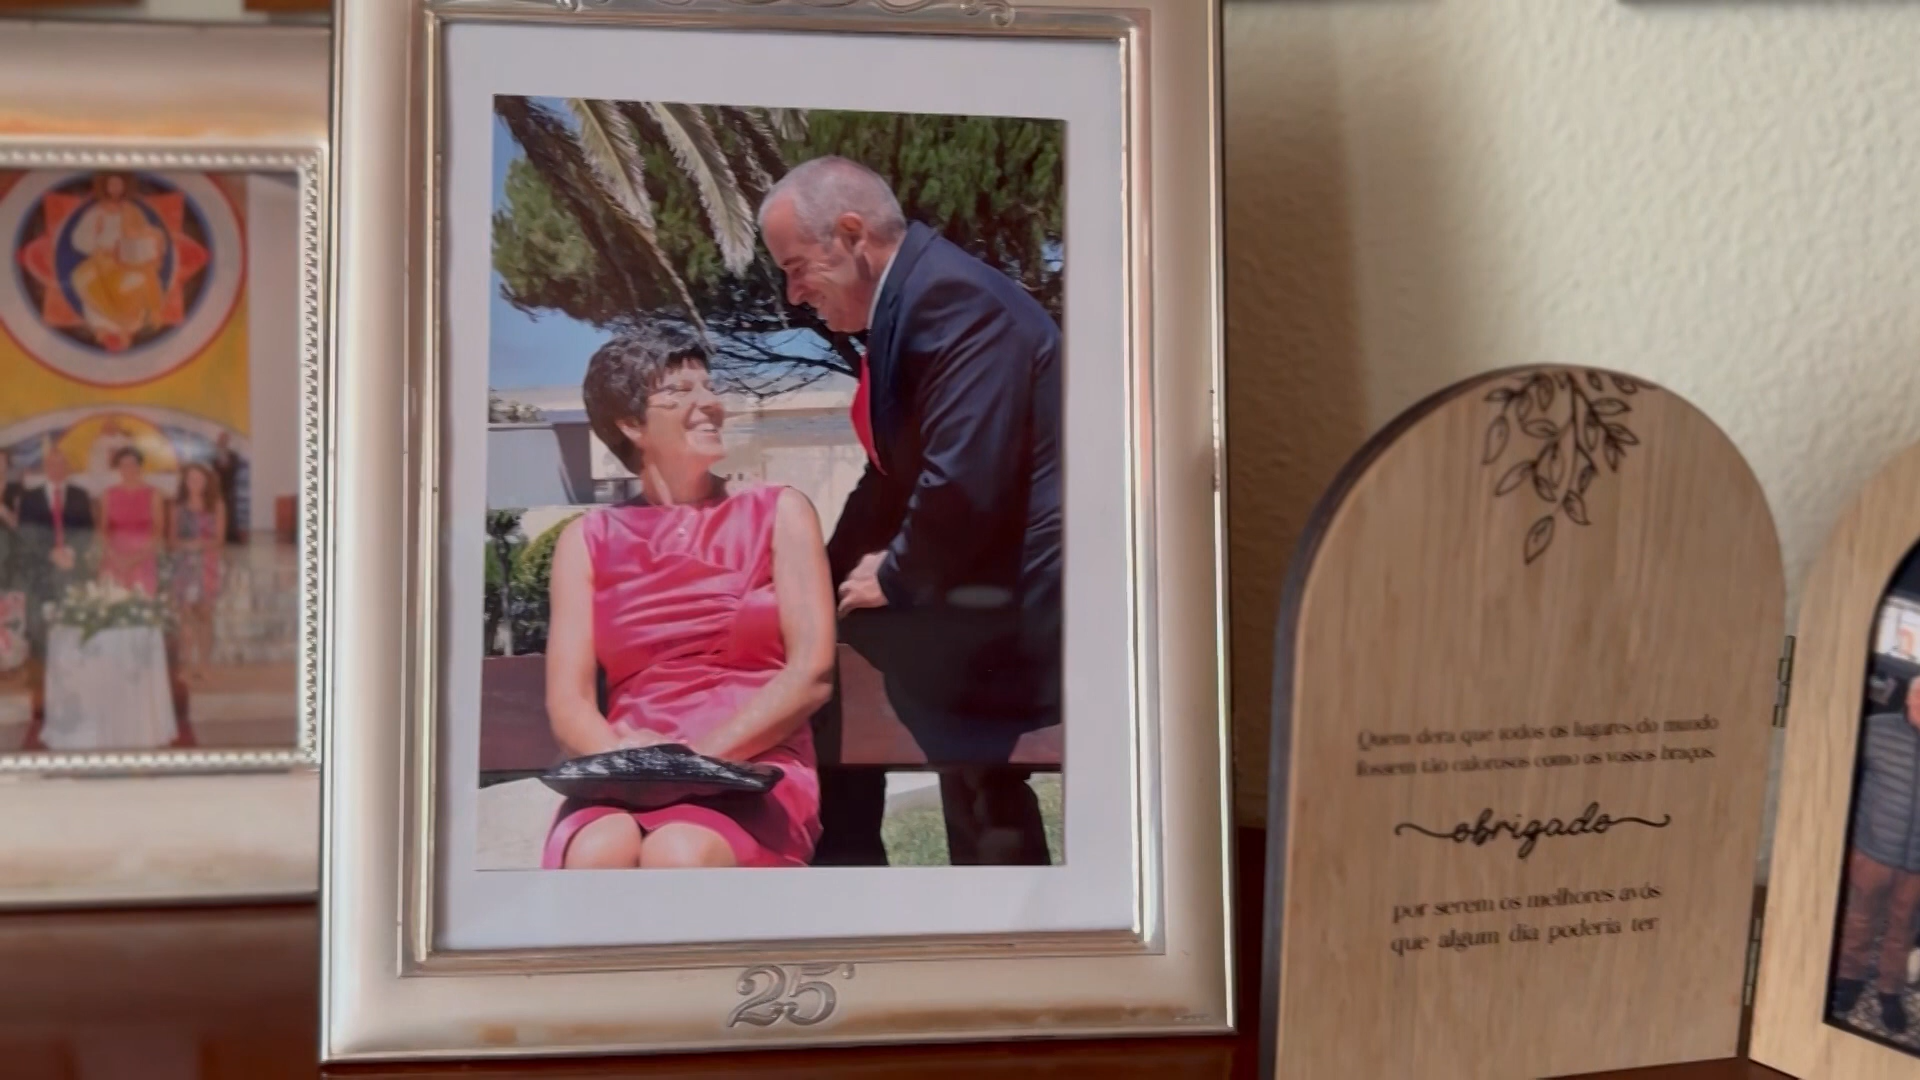 25
Quem dera que todos os lugares do mundo
fossem tão calorosos como os vossos braços.
obrigado
por serem os melhores avós
que algum dia poderia ter